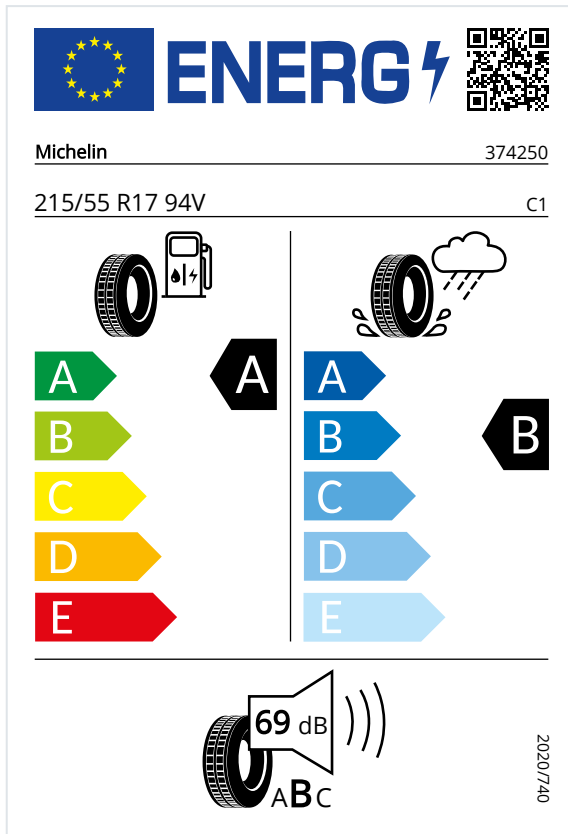 ENERG
Michelin 374250
215/55 R17 94V C1
A A A
B B B
C C
D D
E E
69 dB
ABC
2020/740